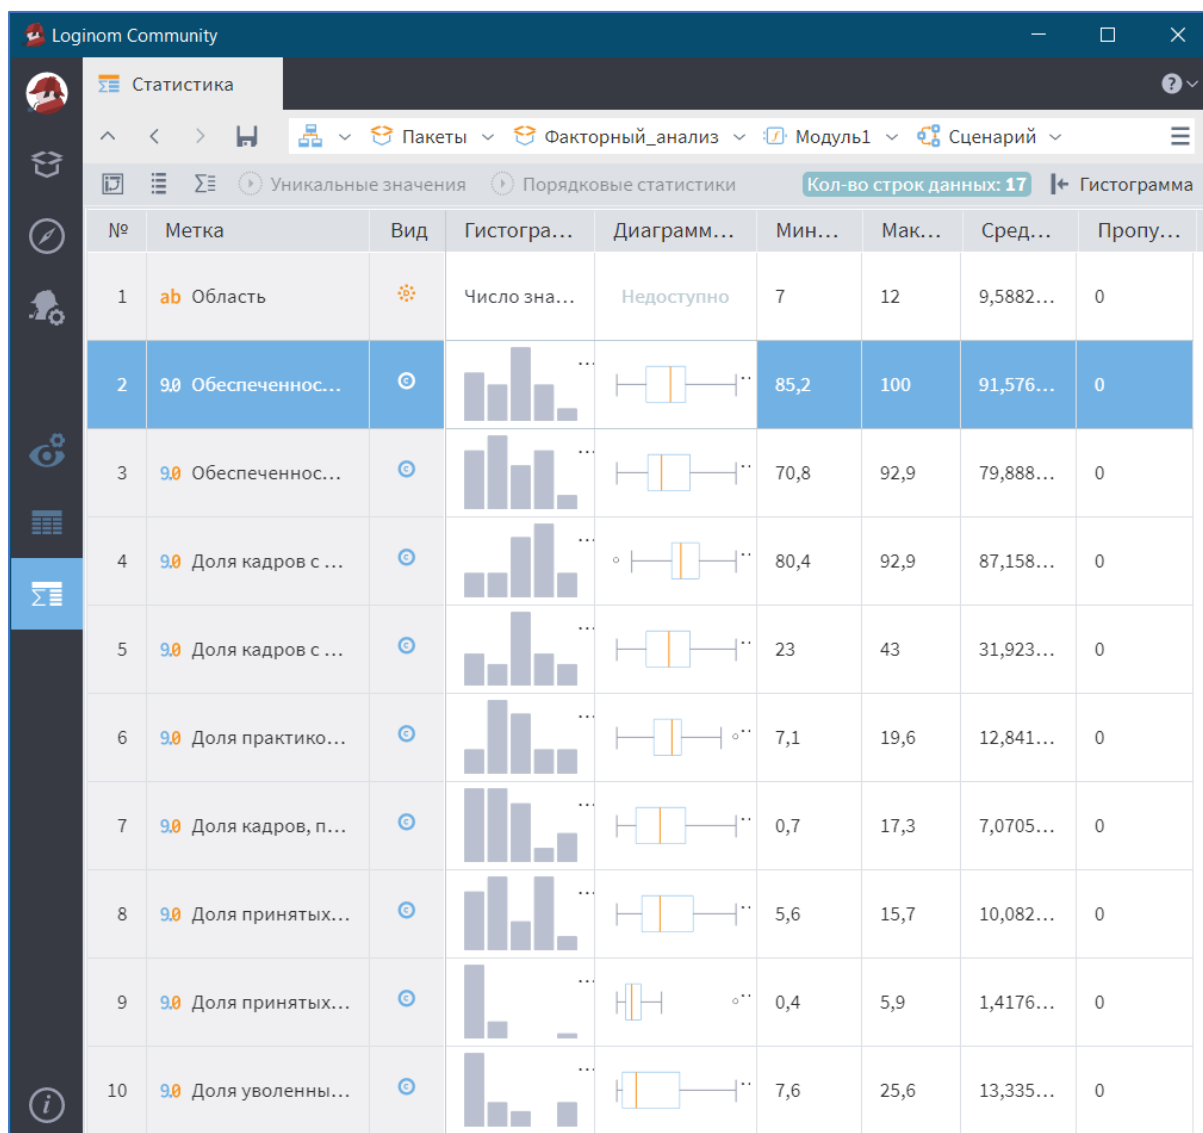 Loginom Community
Статистика
Пакеты Факторный_анализ Модуль1 Сценарий
Уникальные значения Порядковые статистики Кол-во строк данных: 17 Гистограмма
№ Метка Вид Гистогра... Диаграмм... Мин... Мак... Сред... Пропу...
1 ab Область Число зна... Недоступно 7 12 9,5882... 0
2 9.0 Обеспеченнос... 85,2 100 91,576... 0
3 9.0 Обеспеченнос... 70,8 92,9 79,888... 0
4 9.0 Доля кадров с ... 80,4 92,9 87,158... 0
5 9.0 Доля кадров с ... 23 43 31,923... 0
6 9.0 Доля практико... 7,1 19,6 12,841... 0
7 9.0 Доля кадров, п... 0,7 17,3 7,0705... 0
8 9.0 Доля принятых... 5,6 15,7 10,082... 0
9 9.0 Доля принятых... 0,4 5,9 1,4176... 0
10 9.0 Доля уволенны... 7,6 25,6 13,335... 0